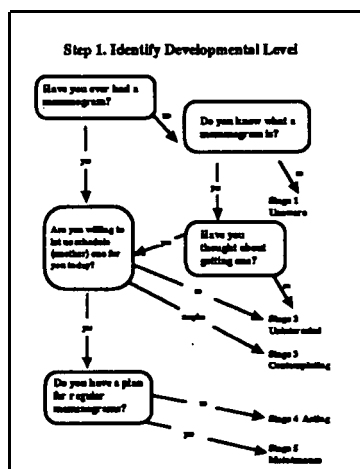 Step 1. Identify Developmental Level
Have you ever had a
mammogram?
no
Do you know what a
mammogram is?
yes
yes
no
Stage 1
Unaware
Are you willing to
let us schedule
(another) one for
you today?
Have you
thought about
getting one?
yes
no
no
Stage 2
maybe
yes
Stage 3
Contemplating
Do you have a plan
for regular
mammograms?
no
Stage 4 Acting
yes
Stage 5
Maintenance